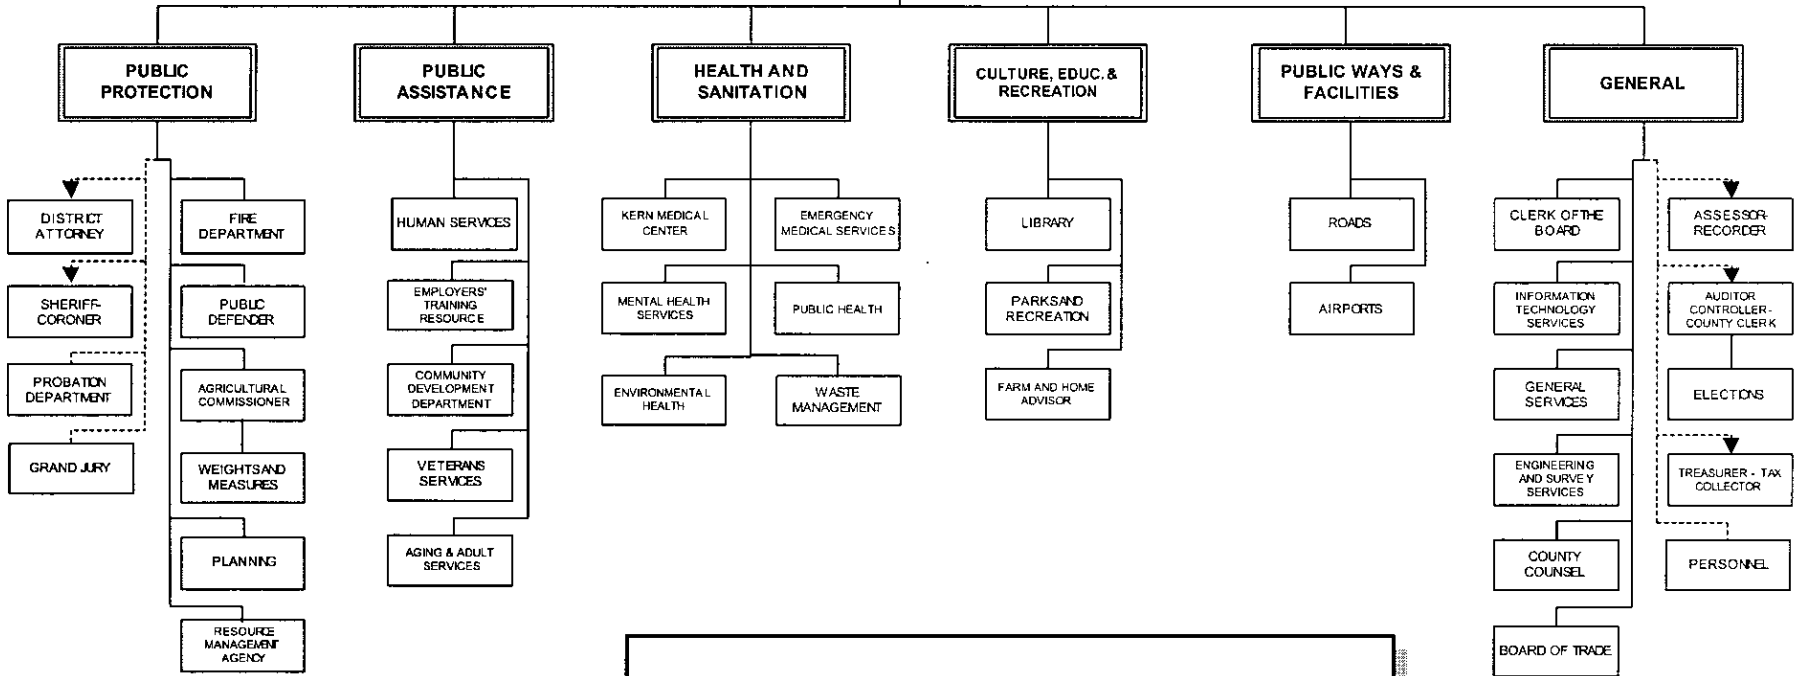 PUBLIC
PROTECTION
PUBLIC
ASSISTANCE
HEALTH AND
SANITATION
CULTURE, EDUC. &
RECREATION
PUBLIC WAYS &
FACILITIES
GENERAL
DISTRICT
ATTORNEY
FIRE
DEPARTMENT
SHERIFF-
CORONER
PUBLIC
DEFENDER
PROBATION
DEPARTMENT
AGRICULTURAL
COMMISSIONER
GRAND JURY
WEIGHTS AND
MEASURES
PLANNING
RESOURCE
MANAGEMENT
AGENCY
HUMAN SERVICES
EMPLOYERS'
TRAINING
RESOURCE
COMMUNITY
DEVELOPMENT
DEPARTMENT
VETERANS
SERVICES
AGING & ADULT
SERVICES
KERN MEDICAL
CENTER
EMERGENCY
MEDICAL SERVICES
MENTAL HEALTH
SERVICES
PUBLIC HEALTH
ENVIRONMENTAL
HEALTH
WASTE
MANAGEMENT
LIBRARY
PARKS AND
RECREATION
FARM AND HOME
ADVISOR
ROADS
AIRPORTS
CLERK OF THE
BOARD
ASSESSOR-
RECORDER
INFORMATION
TECHNOLOGY
SERVICES
AUDITOR
CONTROLLER-
COUNTY CLERK
GENERAL
SERVICES
ELECTIONS
ENGINEERING
AND SURVEY
SERVICES
TREASURER - TAX
COLLECTOR
COUNTY
COUNSEL
PERSONNEL
BOARD OF TRADE